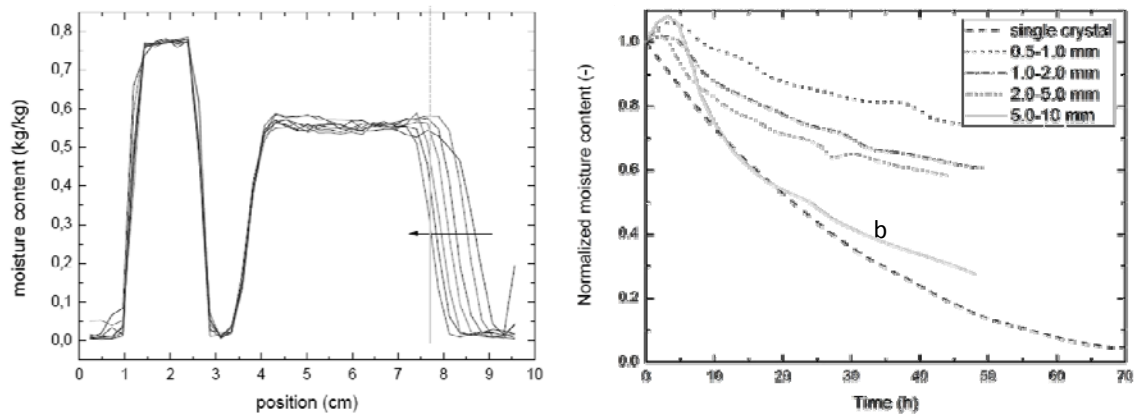 0,8
0,7
0,6
0,5
0,4
0,3
0,2
0,1
0,0
moisture content (kg/kg)
0 1 2 3 4 5 6 7 8 9 10
position (cm)
1.0
0.8
0.6
0.4
0.2
0.0
Normalized moisture content (-)
single crystal
0.5-1.0 mm
1.0-2.0 mm
2.0-5.0 mm
5.0-10 mm
b
0 10 20 30 40 50 60 70
Time (h)